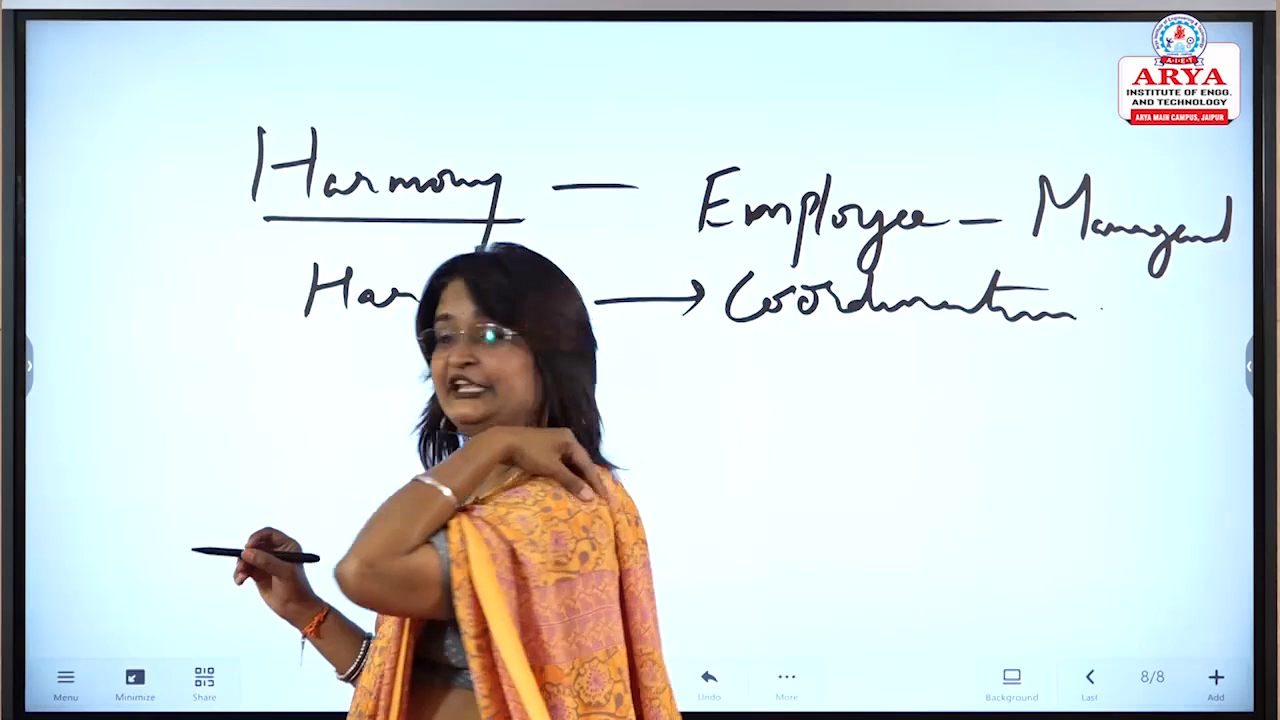 ARYA
INSTITUTE OF ENGG.
AND TECHNOLOGY
ARYA MAIN CAMPUS, JAIPUR
A·I·E·T
Harmony — Employee — Management
Har → Coordination
Menu
Minimize
Share
Undo
More
Background
Last
8/8
Add